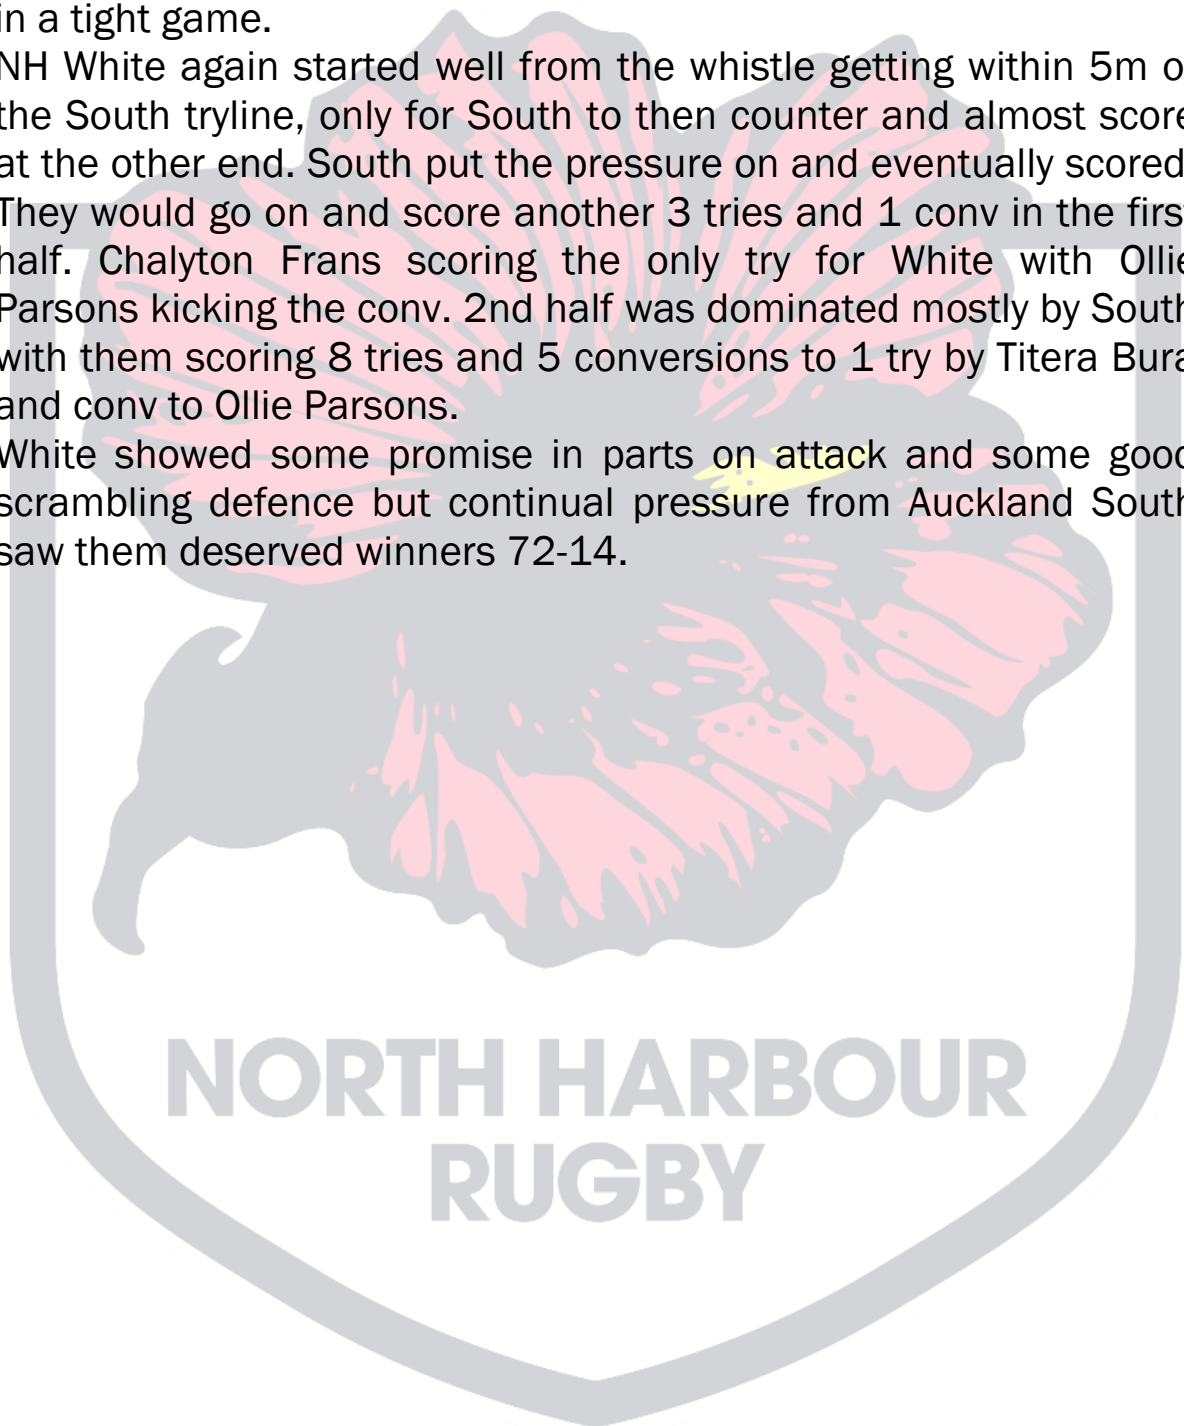 in a tight game.
NH White again started well from the whistle getting within 5m o
the South tryline, only for South to then counter and almost score
at the other end. South put the pressure on and eventually scored
They would go on and score another 3 tries and 1 conv in the first
half. Chalyton Frans scoring the only try for White with Ollie
Parsons kicking the conv. 2nd half was dominated mostly by South
with them scoring 8 tries and 5 conversions to 1 try by Titera Bura
and conv to Ollie Parsons.
White showed some promise in parts on attack and some good
scrambling defence but continual pressure from Auckland South
saw them deserved winners 72-14.
NORTH HARBOUR
RUGBY